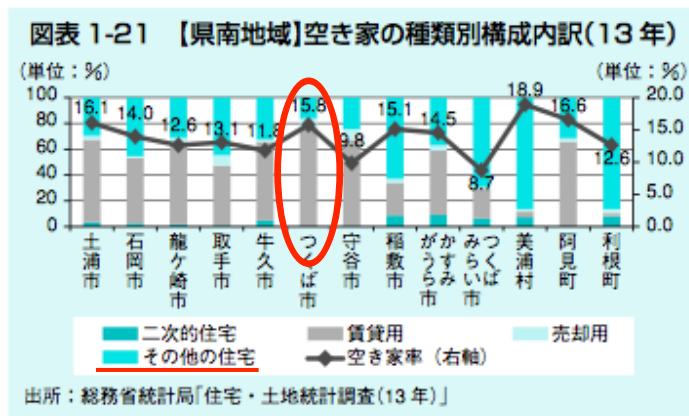 図表 1-21 【県南地域】空き家の種類別構成内訳(13年)
(単位：%) (単位：%)
100 80 60 40 20 0
20.0 15.0 10.0 5.0 0.0
16.1 14.0 12.6 13.1 11.8 15.8 9.8 15.1 14.5 8.7 18.9 16.6 12.6
土浦市 石岡市 龍ケ崎市 取手市 牛久市 つくば市 守谷市 稲敷市 かすみがうら市 つくばみらい市 美浦村 阿見町 利根町
二次的住宅 賃貸用 売却用
その他の住宅 空き家率（右軸）
出所：総務省統計局「住宅・土地統計調査(13年)」